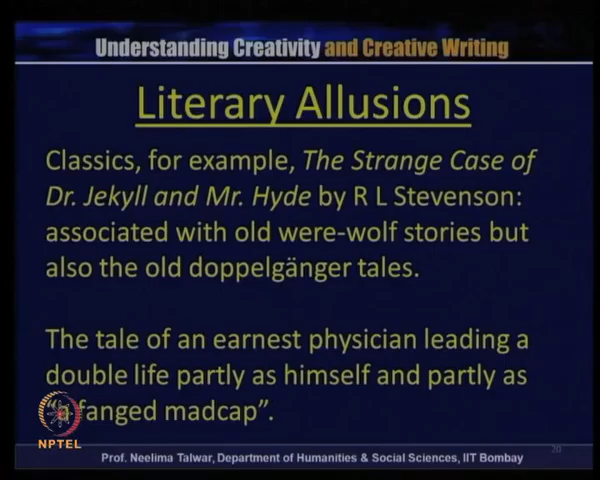 Understanding Creativity and Creative Writing
Literary Allusions
Classics, for example, The Strange Case of
Dr. Jekyll and Mr. Hyde by R L Stevenson:
associated with old were-wolf stories but
also the old doppelgänger tales.
The tale of an earnest physician leading a
double life partly as himself and partly as
“a fanged madcap”.
NPTEL
Prof. Neelima Talwar, Department of Humanities & Social Sciences, IIT Bombay
20